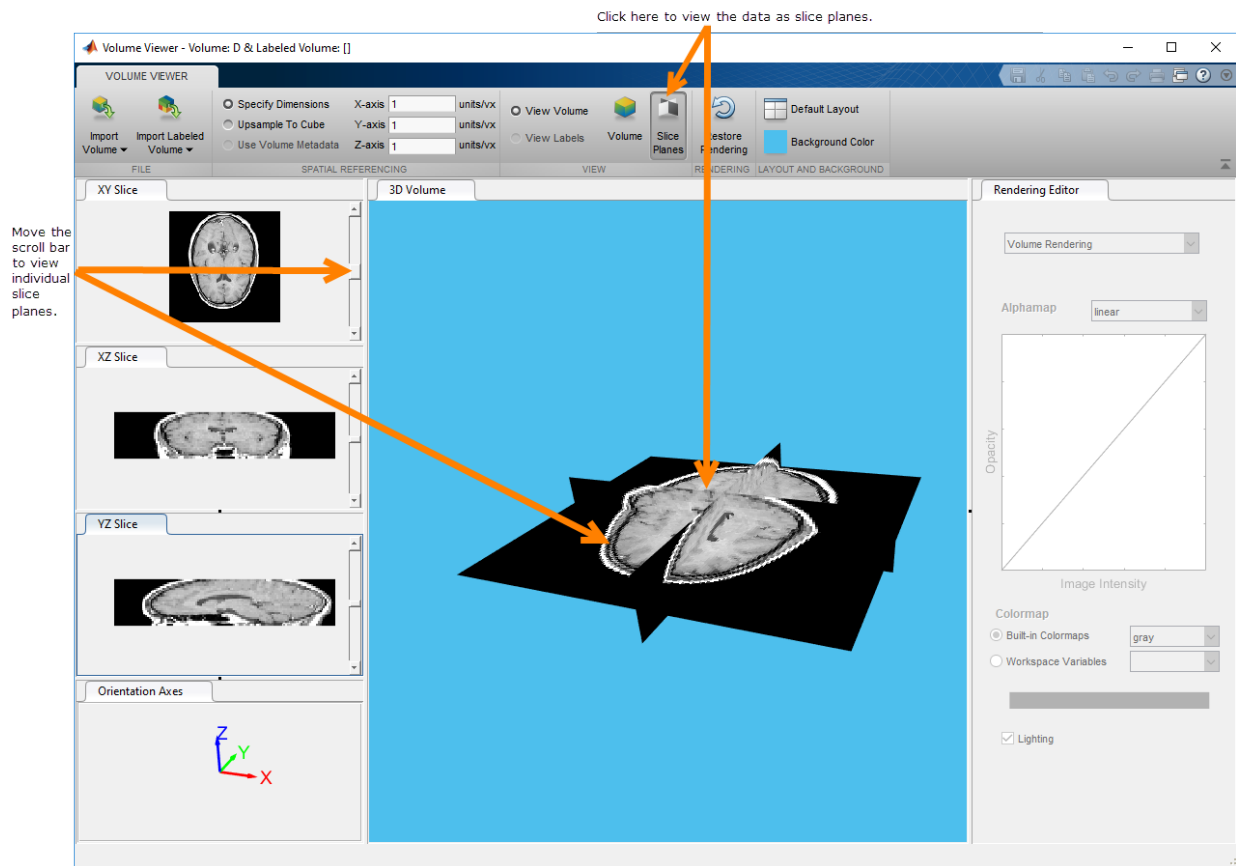 Click here to view the data as slice planes.
Volume Viewer - Volume: D & Labeled Volume: []
VOLUME VIEWER
Import
Volume
Import Labeled
Volume
FILE
Specify Dimensions
Upsample To Cube
Use Volume Metadata
X-axis 1 units/vx
Y-axis 1 units/vx
Z-axis 1 units/vx
SPATIAL REFERENCING
View Volume
View Labels
Volume
Slice
Planes
VIEW
Restore
Rendering
RENDERING
Default Layout
Background Color
LAYOUT AND BACKGROUND
XY Slice
3D Volume
Rendering Editor
Move the
scroll bar
to view
individual
slice
planes.
XZ Slice
YZ Slice
Orientation Axes
Z
Y
X
Volume Rendering
Alphamap linear
Opacity
Image Intensity
Colormap
Built-in Colormaps gray
Workspace Variables
Lighting